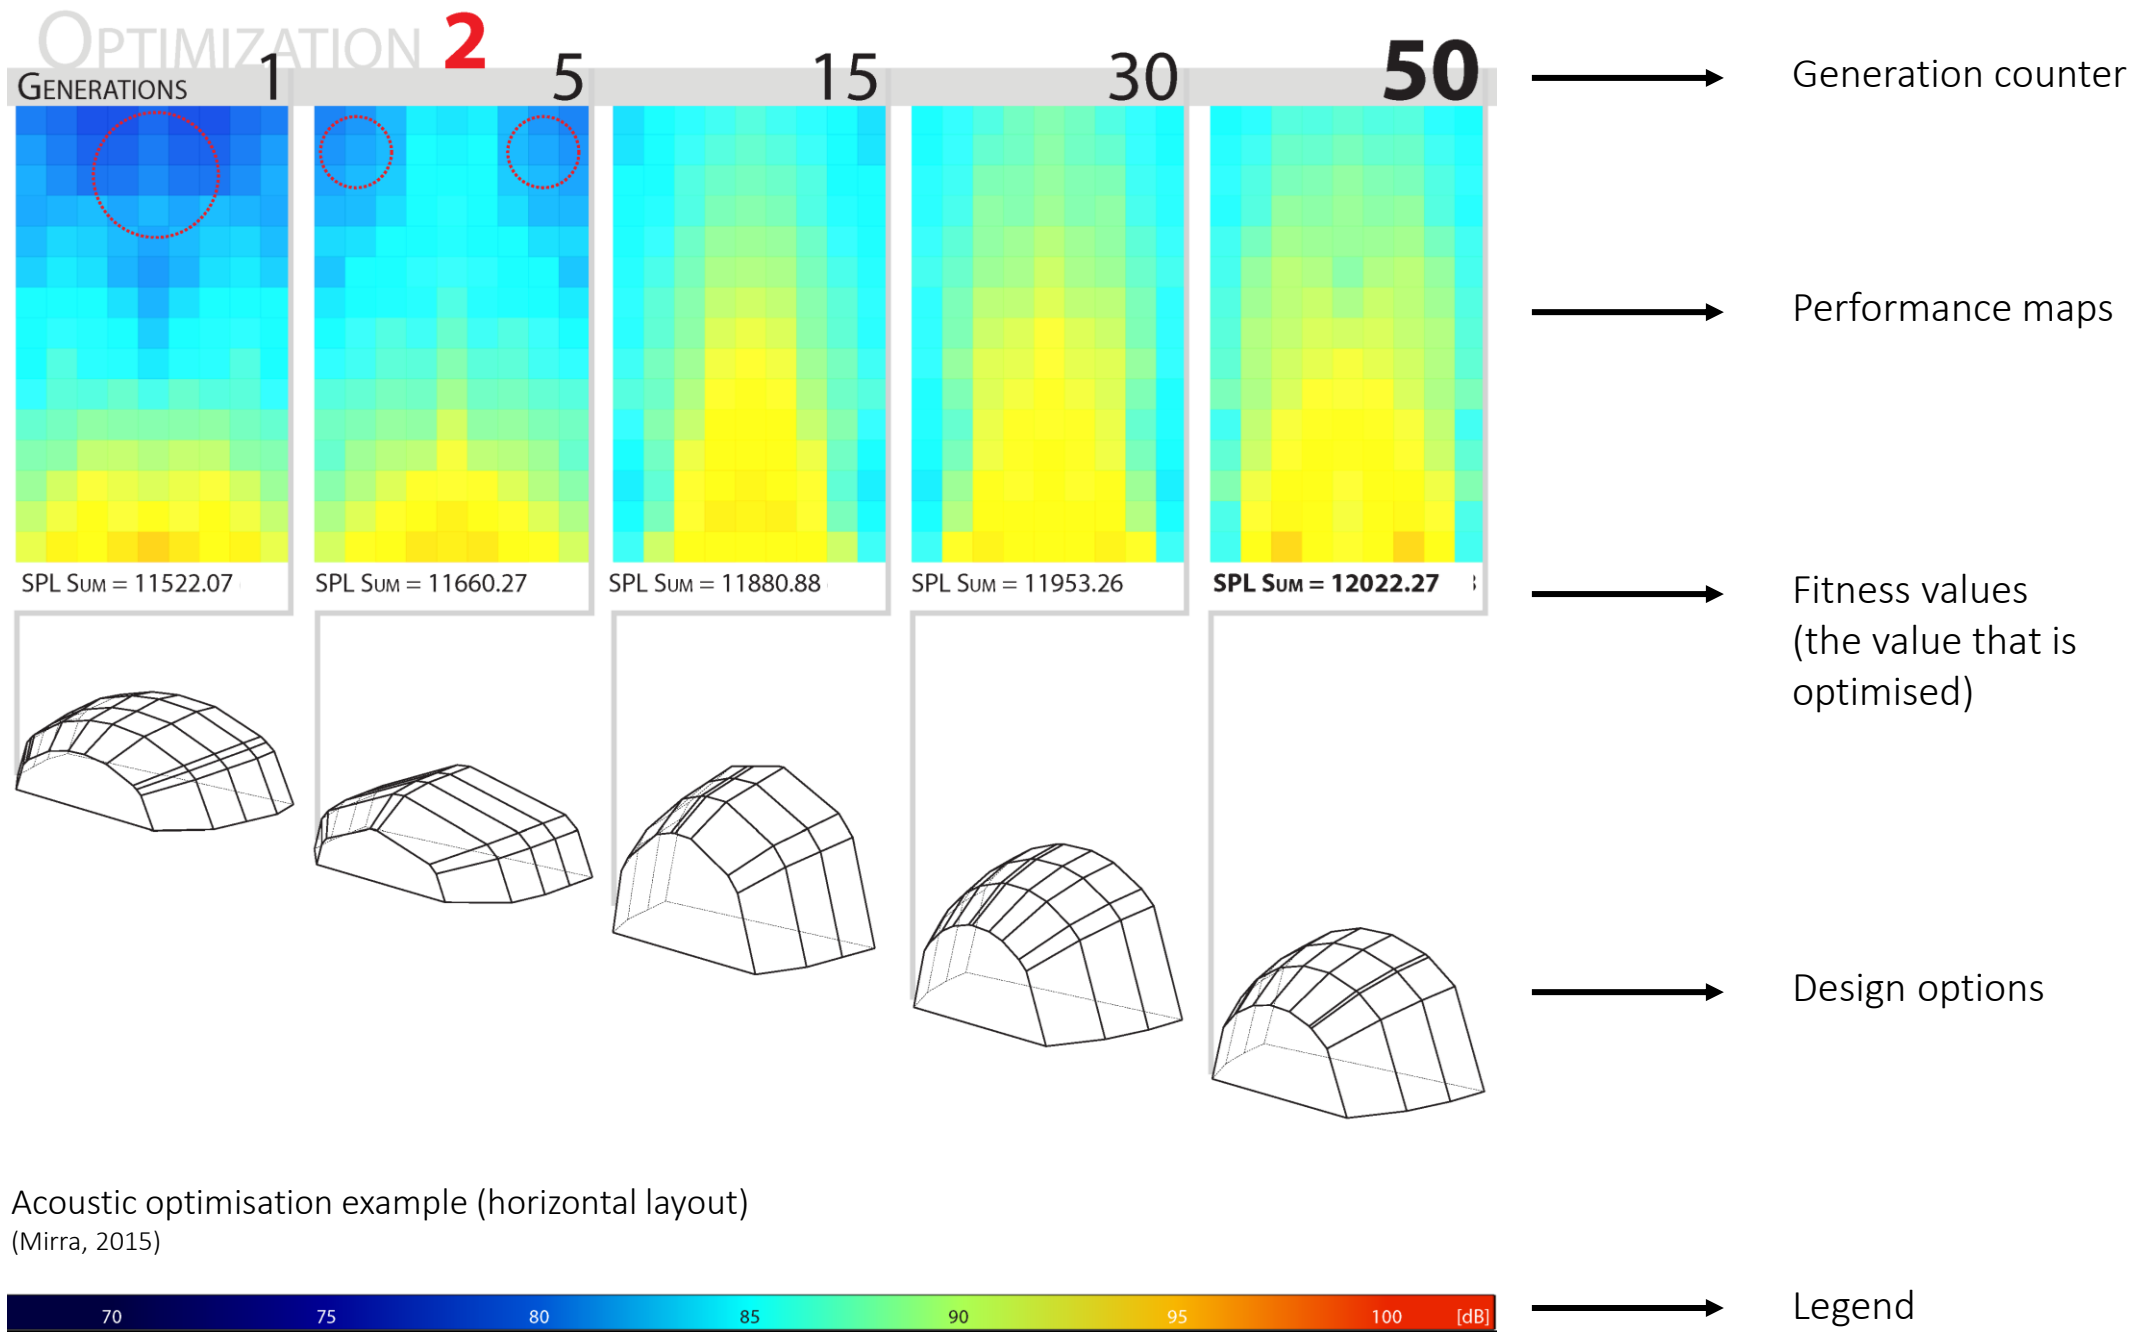 OPTIMIZATION 2
GENERATIONS 1 5 15 30 50
Generation counter
Performance maps
SPL SUM = 11522.07 SPL SUM = 11660.27 SPL SUM = 11880.88 SPL SUM = 11953.26 SPL SUM = 12022.27
Fitness values
(the value that is
optimised)
Design options
Acoustic optimisation example (horizontal layout)
(Mirra, 2015)
70 75 80 85 90 95 100 [dB]
Legend